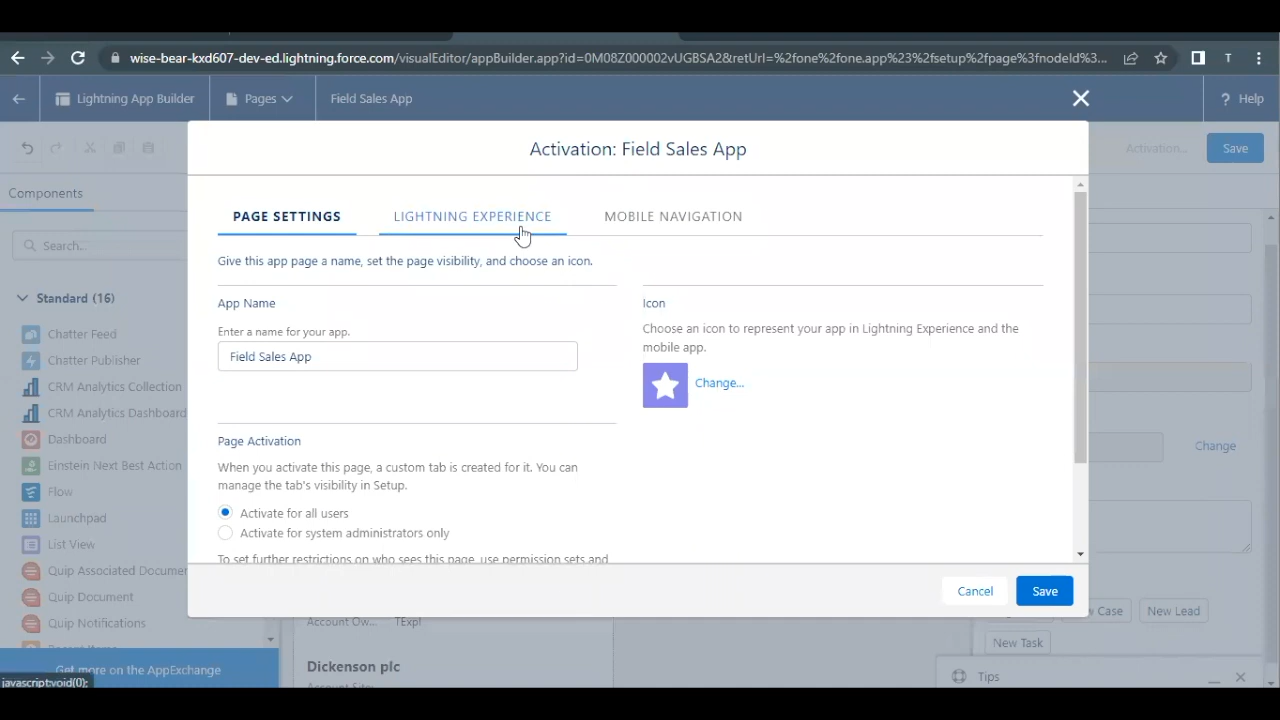 wise-bear-kxd607-dev-ed.lightning.force.com/visualEditor/appBuilder.app?id=0M08Z000002vUGBSA2&retUrl=%2fone%2fone.app%23%2fsetup%2fpage%3fnodeId%3...
T
Lightning App Builder
Pages
Field Sales App
? Help
Activation: Field Sales App
Activation...
Save
Components
PAGE SETTINGS
LIGHTNING EXPERIENCE
MOBILE NAVIGATION
Search...
Give this app page a name, set the page visibility, and choose an icon.
Standard (16)
App Name
Icon
Enter a name for your app.
Choose an icon to represent your app in Lightning Experience and the
mobile app.
Field Sales App
Change...
Chatter Feed
Chatter Publisher
CRM Analytics Collection
CRM Analytics Dashboard
Dashboard
Einstein Next Best Action
Flow
Launchpad
List View
Quip Associated Documen
Quip Document
Quip Notifications
Page Activation
When you activate this page, a custom tab is created for it. You can
manage the tab's visibility in Setup.
Activate for all users
Activate for system administrators only
To set further restrictions on who sees this page, use permission sets and
Change
Cancel
Save
Account Ow... TExpl
Case
New Lead
New Task
Dickenson plc
Get more on the AppExchange
Tips
javascript:void(0);